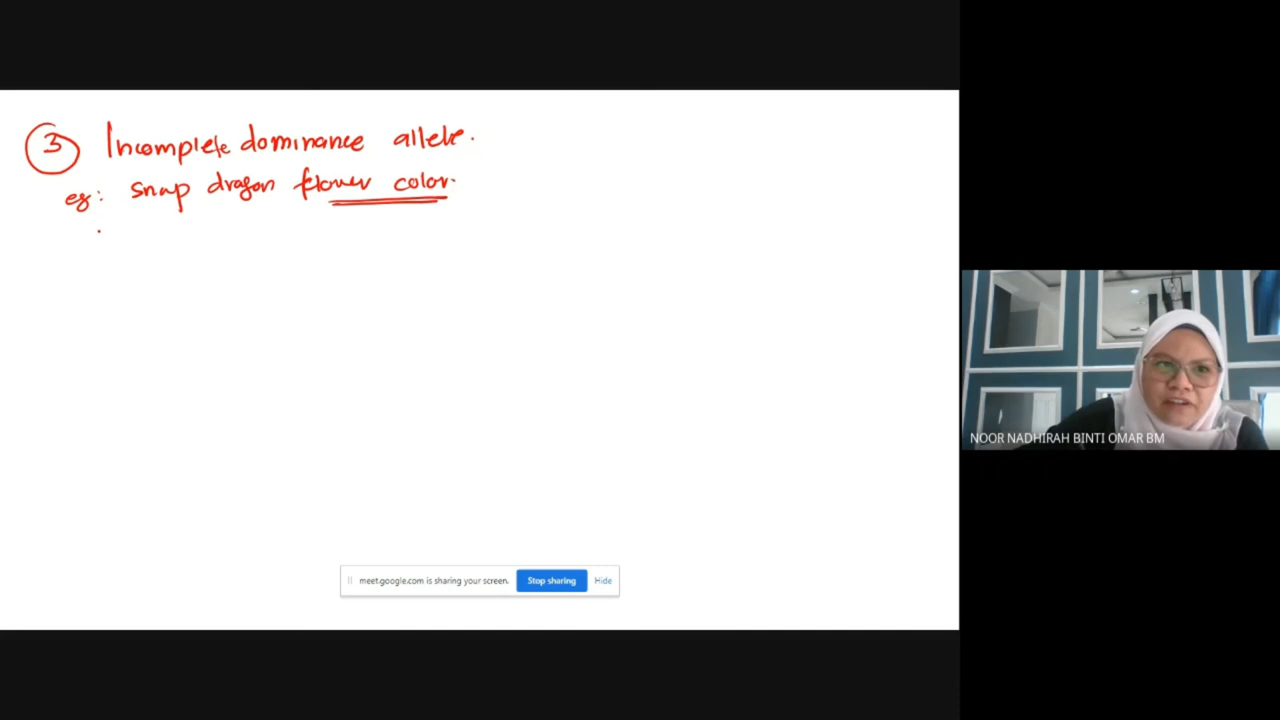 3 Incomplete dominance allele.
eg: snap dragon flower color.
NOOR NADHIRAH BINTI OMAR BM
meet.google.com is sharing your screen. Stop sharing Hide